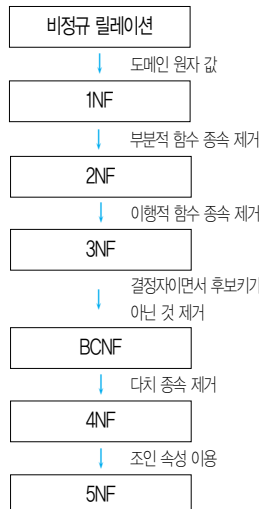 비정규 릴레이션
도메인 원자 값
1NF
부분적 함수 종속 제거
2NF
이행적 함수 종속 제거
3NF
결정자이면서 후보키가
아닌 것 제거
BCNF
다치 종속 제거
4NF
조인 속성 이용
5NF